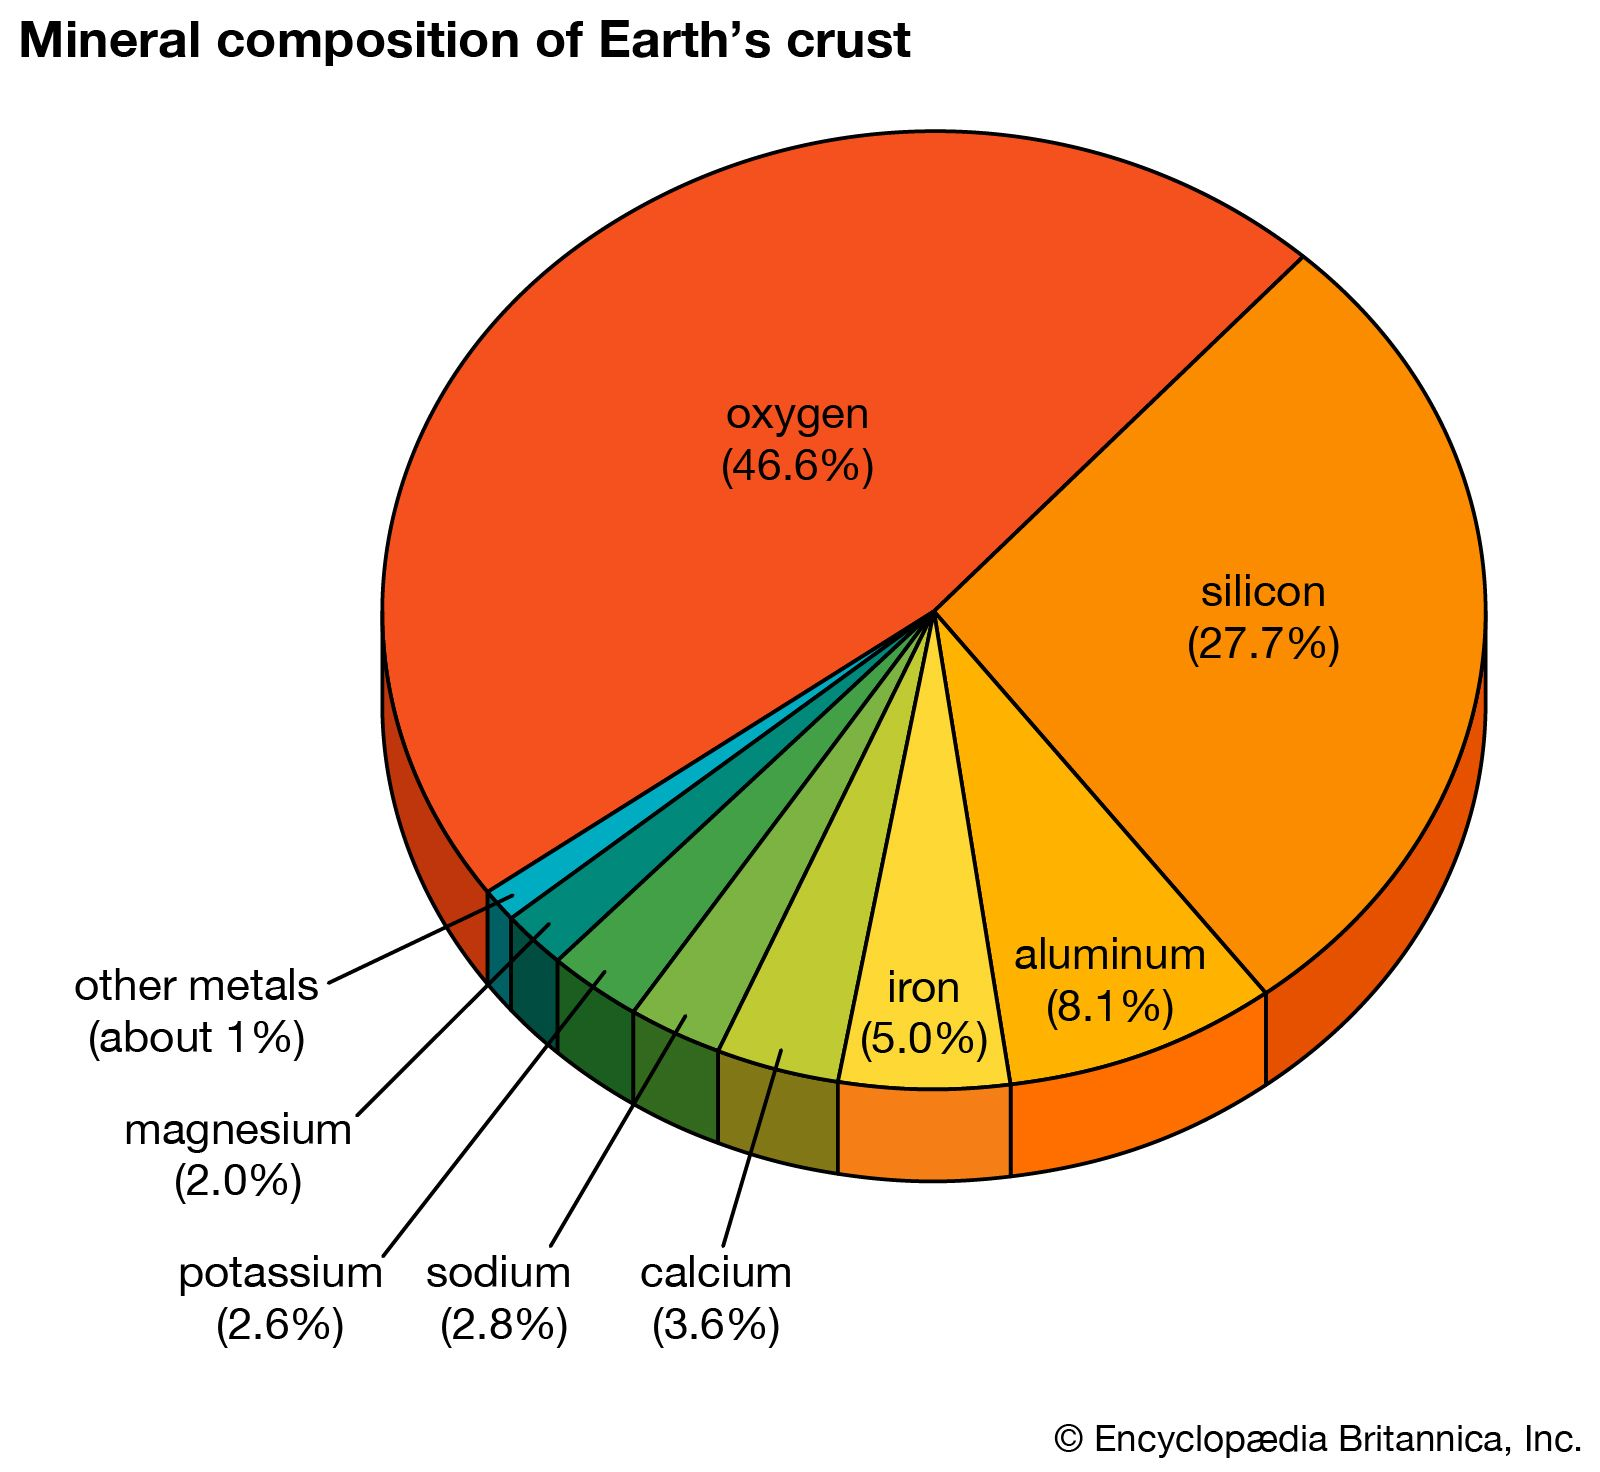 Mineral composition of Earth’s crust
oxygen
(46.6%)
silicon
(27.7%)
aluminum
(8.1%)
iron
(5.0%)
other metals
(about 1%)
magnesium
(2.0%)
potassium
(2.6%)
sodium
(2.8%)
calcium
(3.6%)
© Encyclopædia Britannica, Inc.